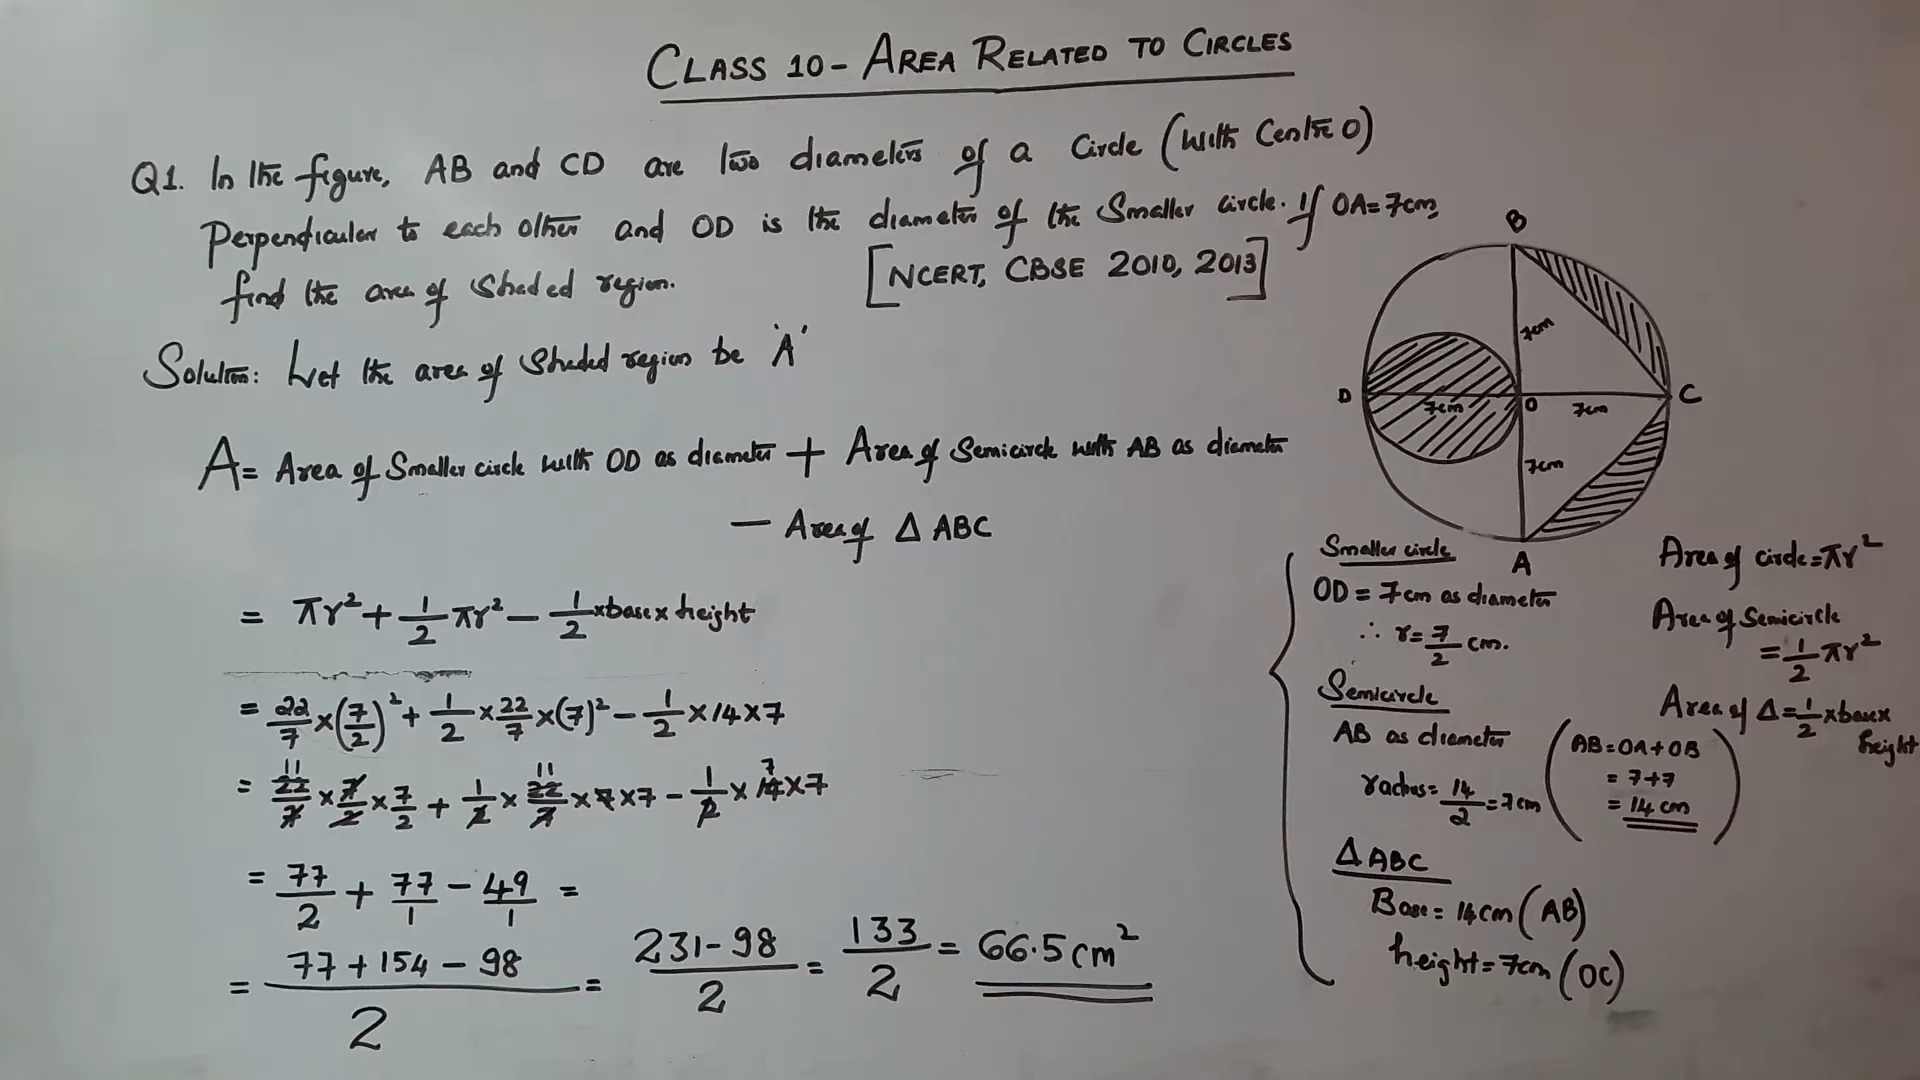 CLASS 10 - AREA RELATED TO CIRCLES
Q1. In the figure, AB and CD are two diameters of a Circle (with Centre O)
Perpendicular to each other and OD is the diameter of the Smaller circle. If OA = 7cm,
find the area of Shaded region. [NCERT, CBSE 2010, 2013]
Solution: Let the area of Shaded region be 'A'
A = Area of Smaller circle with OD as diameter + Area of Semicircle with AB as diameter
— Area of Δ ABC
= πr² + 1/2 πr² - 1/2 × base × height
= 22/7 × (7/2)² + 1/2 × 22/7 × (7)² - 1/2 × 14 × 7
= 11 22/7 × 7/2 × 7/2 + 1/2 × 11 22/7 × 7 × 7 - 1/2 × 7 14 × 7
= 77/2 + 77/1 - 49/1 =
= (77 + 154 - 98)/2 = (231 - 98)/2 = 133/2 = 66.5 cm²
B
7cm
D
7cm
O
7cm
C
7cm
A
Smaller circle
OD = 7cm as diameter
∴ r = 7/2 cm.
Semicircle
AB as diameter
radius = 14/2 = 7cm
(AB = OA + OB
= 7+7
= 14 cm)
Δ ABC
Base = 14cm (AB)
height = 7cm (OC)
Area of circle = πr²
Area of Semicircle
= 1/2 πr²
Area of Δ = 1/2 × base ×
height